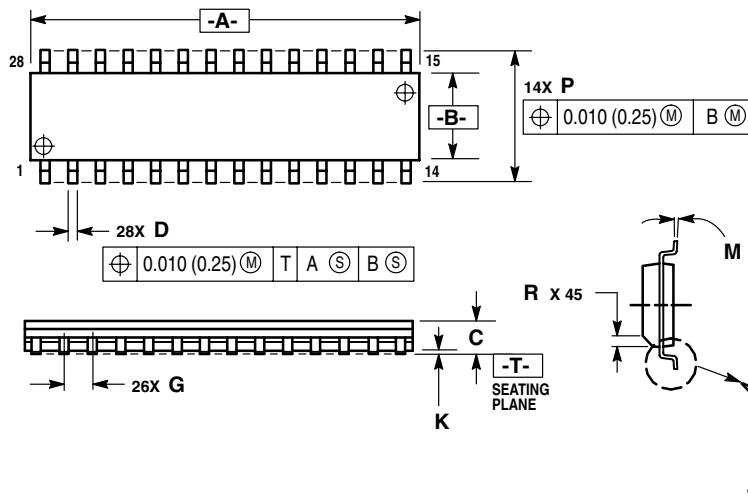 -A-
28
15
-B-
14X P
⌖ 0.010 (0.25) Ⓜ B Ⓜ
1
14
28X D
⌖ 0.010 (0.25) Ⓜ T A Ⓢ B Ⓢ
M
R X 45
C
-T-
SEATING
PLANE
26X G
K